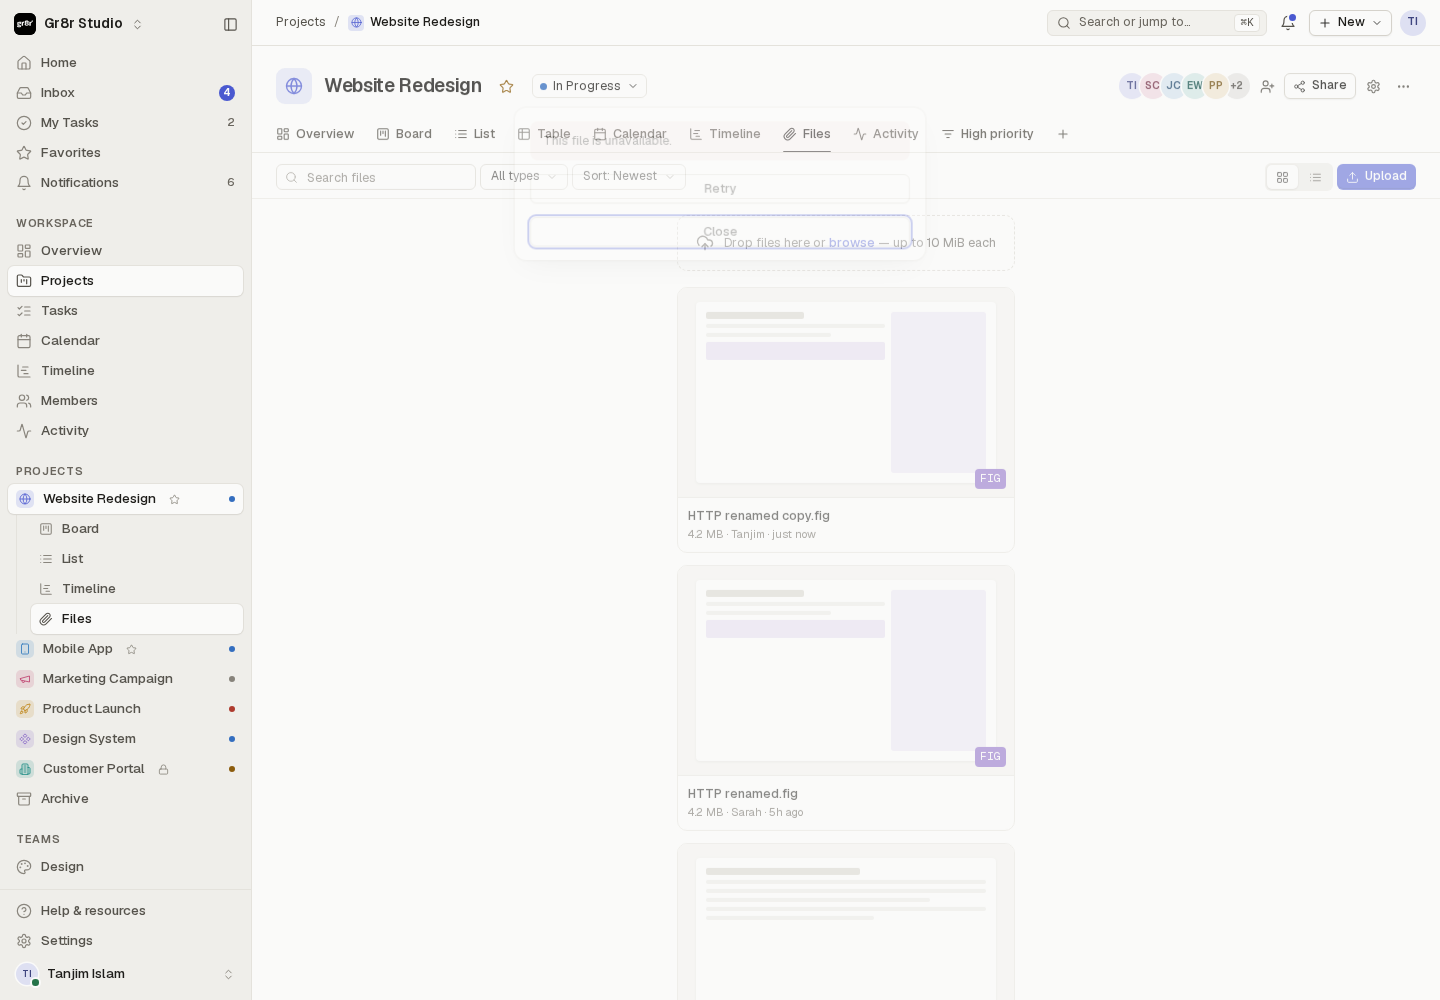 gr8r Gr8r Studio
Home
Inbox 4
My Tasks 2
Favorites
Notifications 6
WORKSPACE
Overview
Projects
Tasks
Calendar
Timeline
Members
Activity
PROJECTS
Website Redesign
Board
List
Timeline
Files
Mobile App
Marketing Campaign
Product Launch
Design System
Customer Portal
Archive
TEAMS
Design
Help & resources
Settings
TI Tanjim Islam
Projects / Website Redesign
Search or jump to… ⌘K
New
TI
Website Redesign
In Progress
TI SC JC EW PP +2
Share
Overview Board List Table Calendar Timeline Files Activity High priority
This file is unavailable.
Search files
All types
Sort: Newest
Upload
Retry
Close
Drop files here or browse — up to 10 MiB each
FIG
HTTP renamed copy.fig
4.2 MB · Tanjim · just now
FIG
HTTP renamed.fig
4.2 MB · Sarah · 5h ago